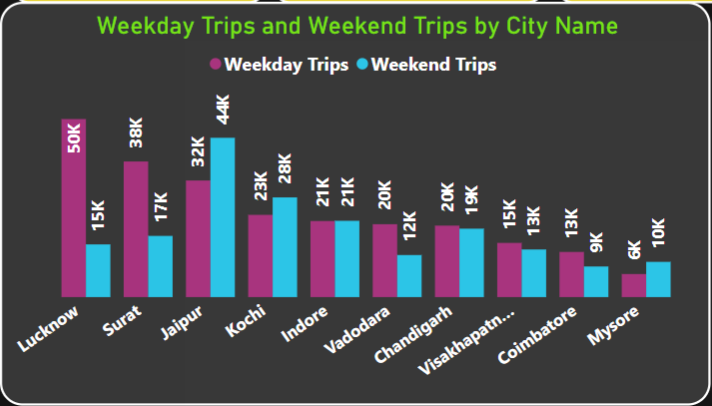 Weekday Trips and Weekend Trips by City Name
Weekday Trips Weekend Trips
50K 15K 38K 17K 32K 44K 23K 28K 21K 21K 20K 12K 20K 19K 15K 13K 13K 9K 6K 10K
Lucknow Surat Jaipur Kochi Indore Vadodara Chandigarh Visakhapatn... Coimbatore Mysore